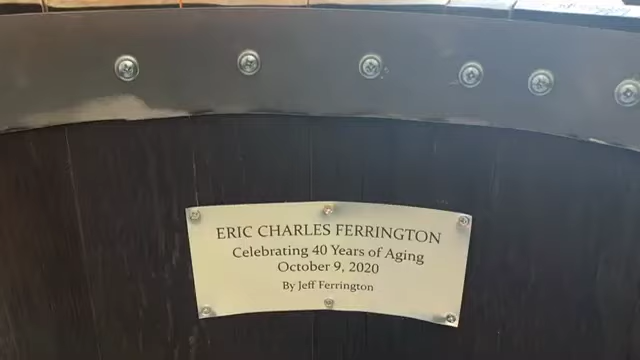 ERIC CHARLES FERRINGTON
Celebrating 40 Years of Aging
October 9, 2020
By Jeff Ferrington